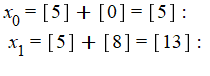 x₀ = [ 5 ] + [ 0 ] = [ 5 ] :
x₁ = [ 5 ] + [ 8 ] = [ 13 ] :